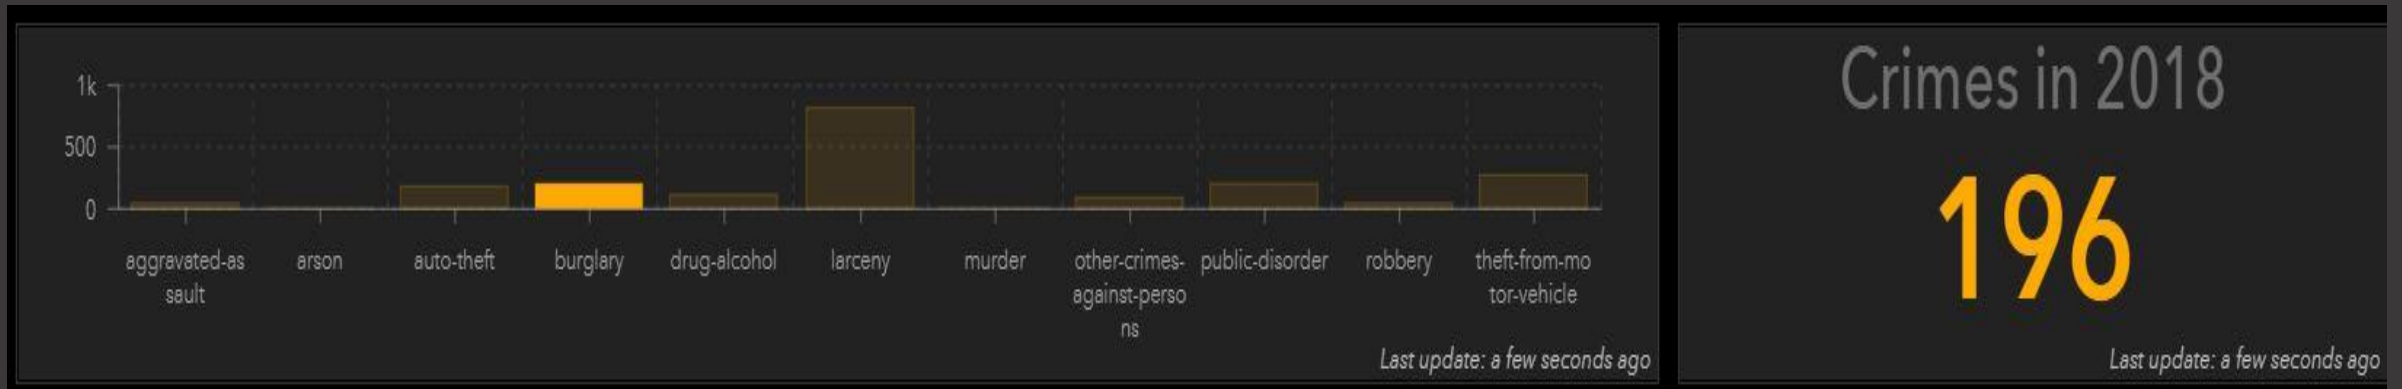 1k
500
0
aggravated-as
sault
arson
auto-theft
burglary
drug-alcohol
larceny
murder
other-crimes-
against-perso
ns
public-disorder
robbery
theft-from-mo
tor-vehicle
Last update: a few seconds ago
Crimes in 2018
196
Last update: a few seconds ago